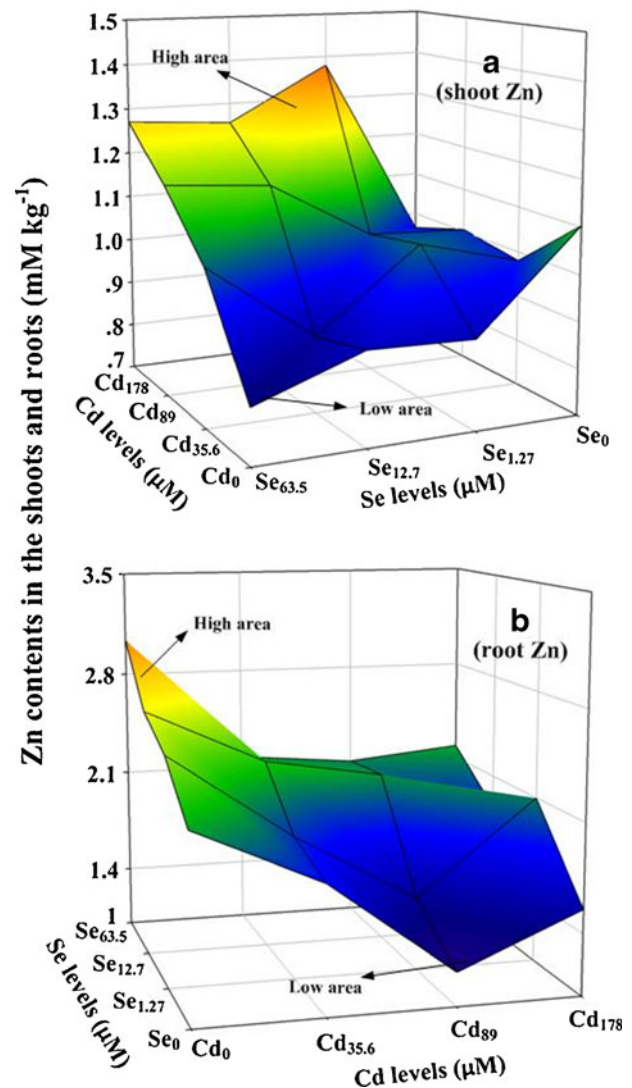 Zn contents in the shoots and roots (mM kg⁻¹)
1.5
1.4
1.3
1.2
1.1
1.0
.9
.8
.7
High area
a
(shoot Zn)
Low area
Cd₁₇₈
Cd₈₉
Cd₃₅.₆
Cd₀
Cd levels (μM)
Se₆₃.₅
Se₁₂.₇
Se₁.₂₇
Se₀
Se levels (μM)
3.5
2.8
2.1
1.4
1
High area
b
(root Zn)
Low area
Se₆₃.₅
Se₁₂.₇
Se₁.₂₇
Se₀
Se levels (μM)
Cd₀
Cd₃₅.₆
Cd₈₉
Cd₁₇₈
Cd levels (μM)